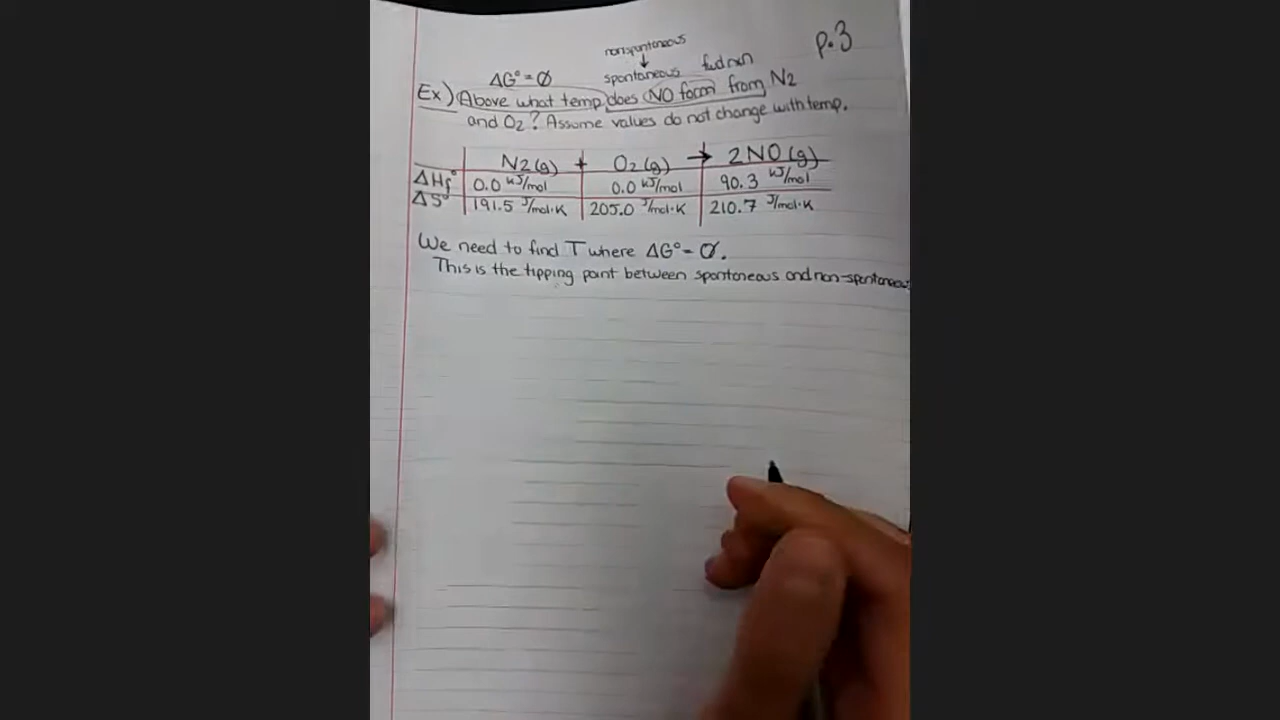 p.3
nonspontaneous
↓
ΔG° = Ø spontaneous fwd rxn
Ex) Above what temp does NO form from N2
and O2? Assume values do not change with temp.
N2(g) + O2(g) → 2NO(g)
ΔHf° 0.0 kJ/mol 0.0 kJ/mol 90.3 kJ/mol
ΔS° 191.5 J/mol·K 205.0 J/mol·K 210.7 J/mol·K
We need to find T where ΔG° = Ø.
This is the tipping point between spontaneous and non-spontaneous